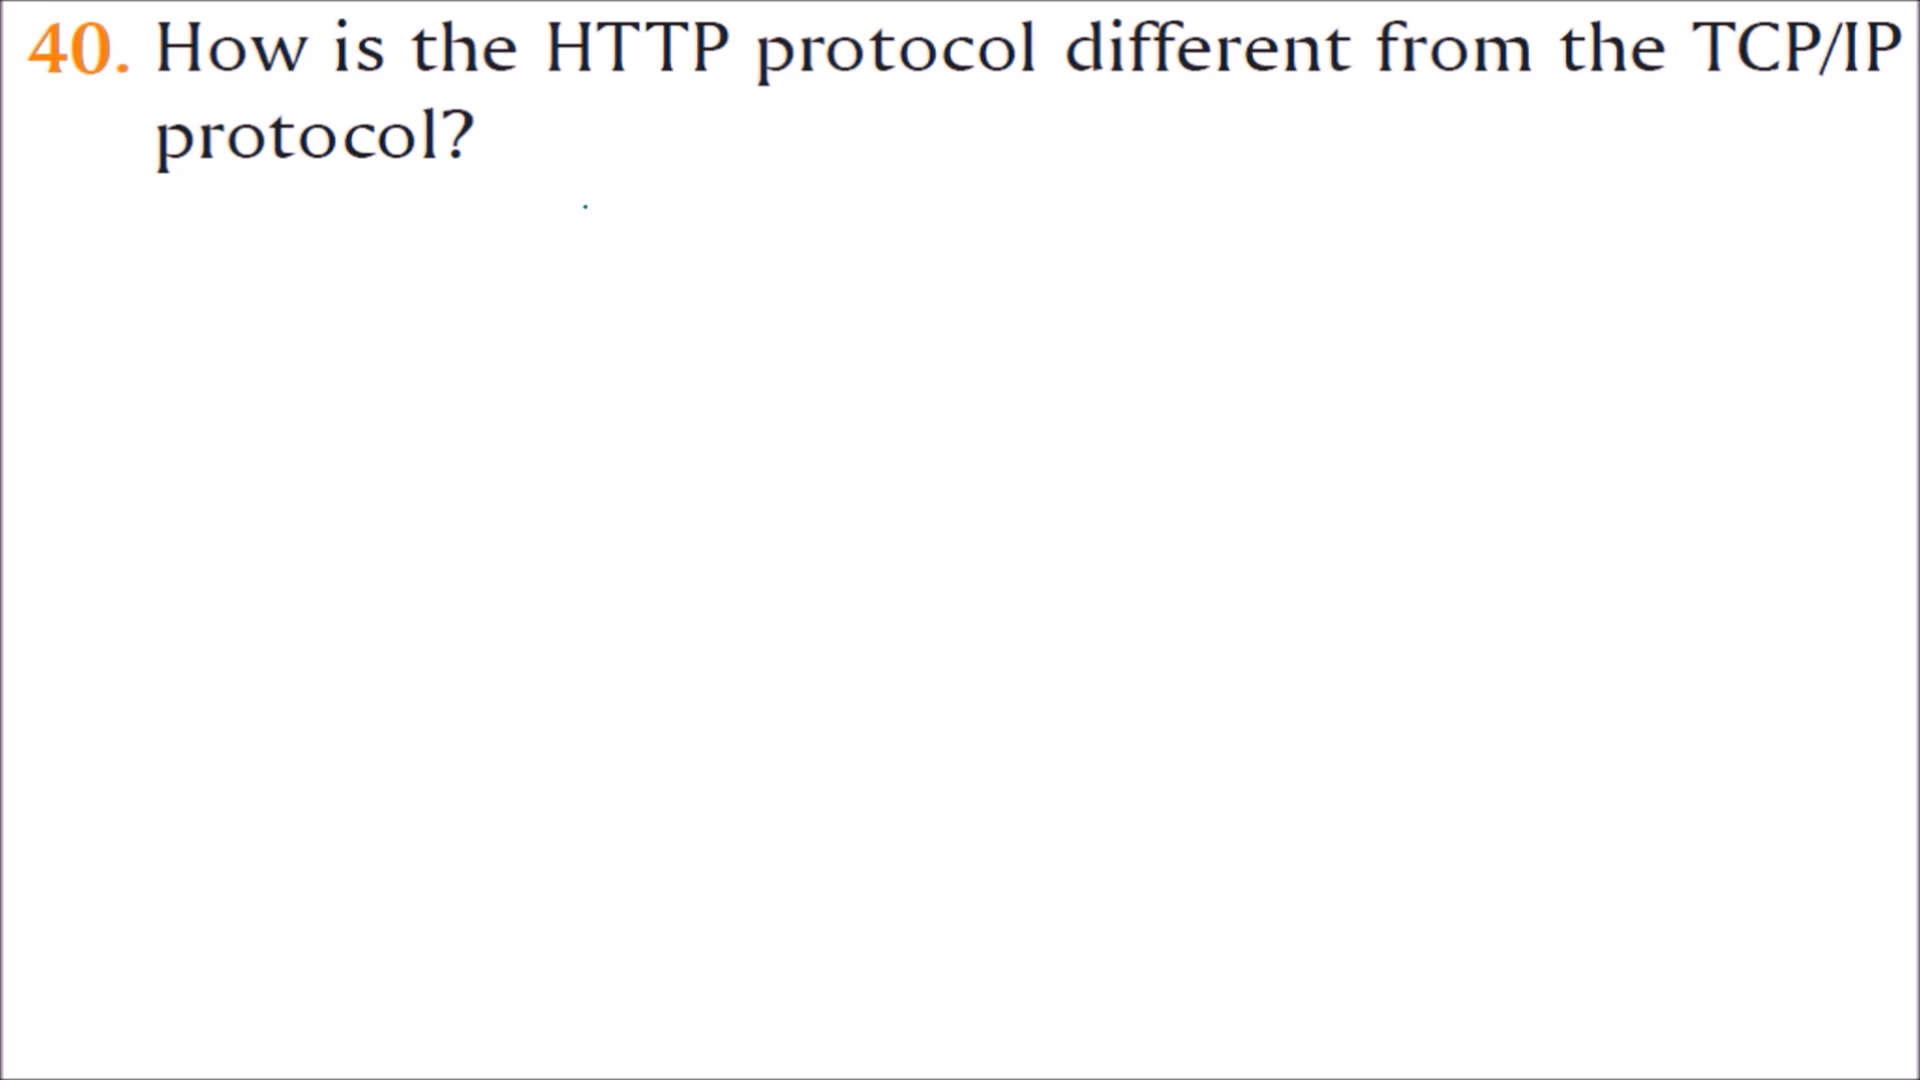 40. How is the HTTP protocol different from the TCP/IP
protocol?